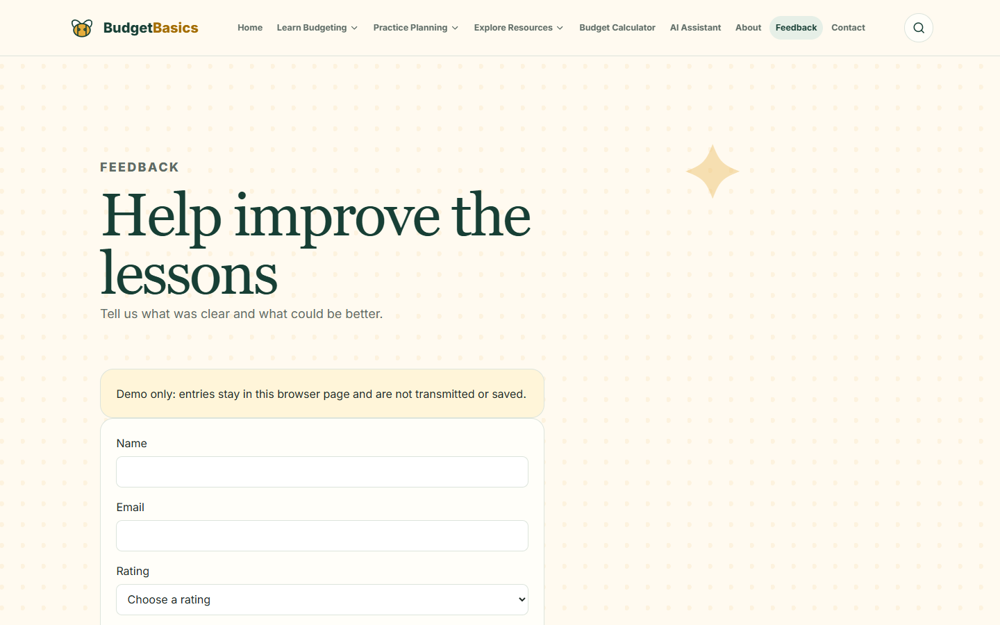 BudgetBasics
Home
Learn Budgeting
Practice Planning
Explore Resources
Budget Calculator
AI Assistant
About
Feedback
Contact
FEEDBACK
Help improve the
lessons
Tell us what was clear and what could be better.
Demo only: entries stay in this browser page and are not transmitted or saved.
Name
Email
Rating
Choose a rating